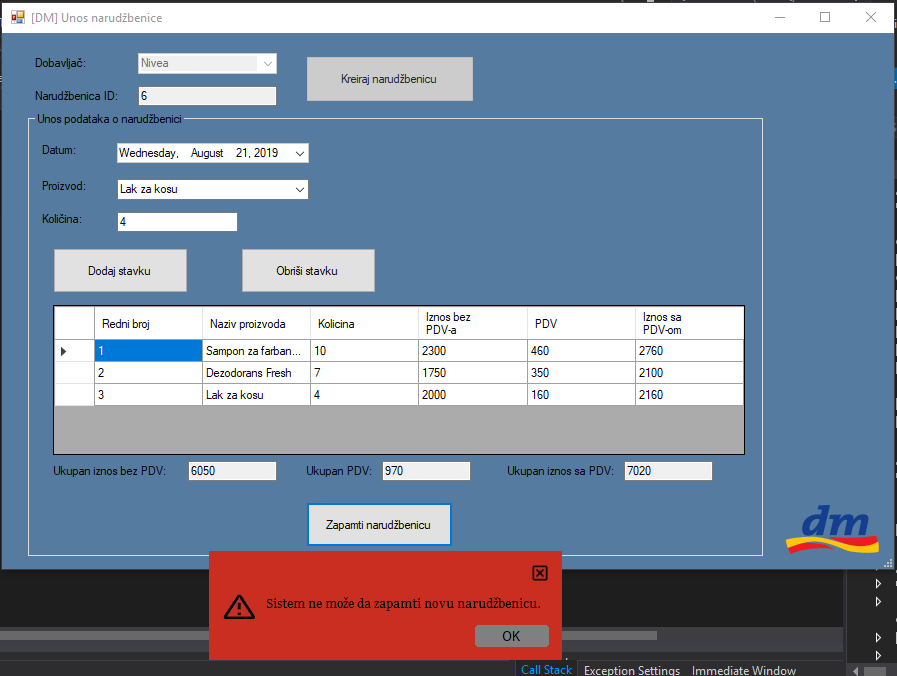 [DM] Unos narudžbenice
Dobavljač:
Nivea
Kreiraj narudžbenicu
Narudžbenica ID:
6
Unos podataka o narudžbenici
Datum:
Wednesday, August 21, 2019
Proizvod:
Lak za kosu
Količina:
4
Dodaj stavku
Obriši stavku
Redni broj Naziv proizvoda Kolicina Iznos bez PDV-a PDV Iznos sa PDV-om
1 Sampon za farban... 10 2300 460 2760
2 Dezodorans Fresh 7 1750 350 2100
3 Lak za kosu 4 2000 160 2160
Ukupan iznos bez PDV: 6050 Ukupan PDV: 970 Ukupan iznos sa PDV: 7020
Zapamti narudžbenicu
dm
Sistem ne može da zapamti novu narudžbenicu.
OK
Call Stack Exception Settings Immediate Window